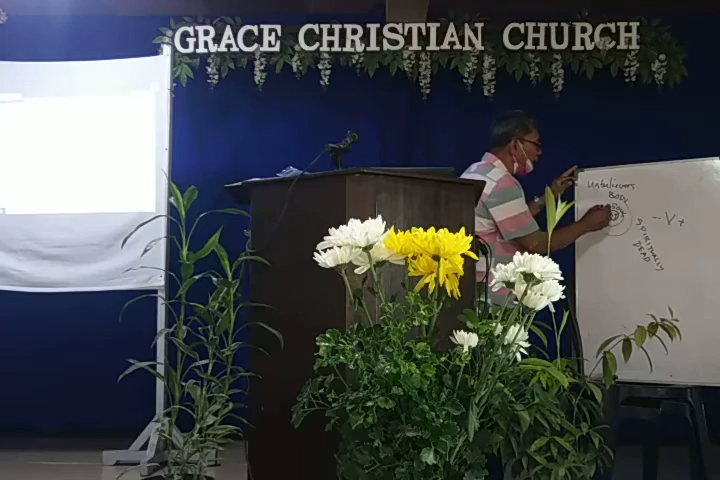 GRACE CHRISTIAN CHURCH
Unbelievers
BODY
SPIRITUALLY
DEAD
- V +